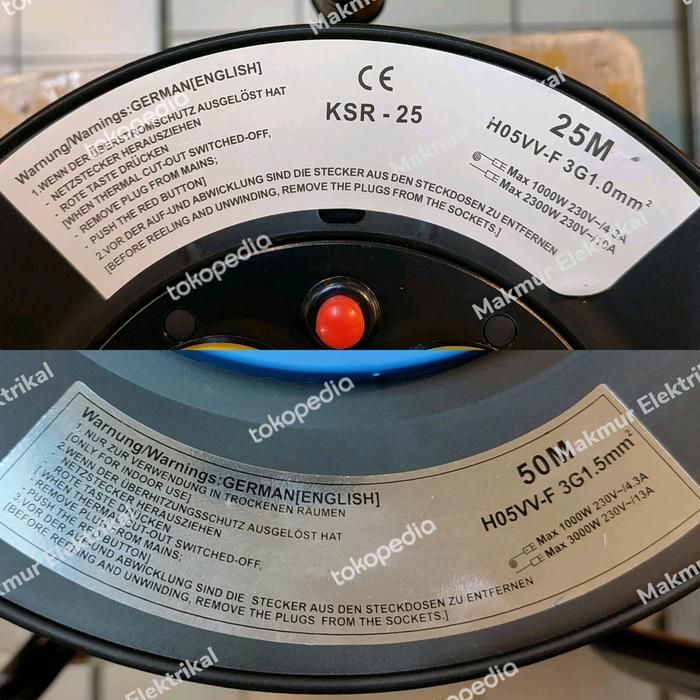 Warnung/Warnings:GERMAN[ENGLISH]
1.WENN DER ÜBERSTROMSCHUTZ AUSGELÖST HAT
- NETZSTECKER HERAUSZIEHEN
- ROTE TASTE DRÜCKEN
[WHEN THERMAL CUT-OUT SWITCHED-OFF,
- REMOVE PLUG FROM MAINS;
- PUSH THE RED BUTTON]
2.VOR DER AUF-UND ABWICKLUNG SIND DIE STECKER AUS DEN STECKDOSEN ZU ENTFERNEN
[BEFORE REELING AND UNWINDING, REMOVE THE PLUGS FROM THE SOCKETS.]
CE
KSR - 25
25M
H05VV-F 3G1.0mm²
Max 1000W 230V~/4.3A
Max 2300W 230V~/10A
Warnung/Warnings:GERMAN[ENGLISH]
1.NUR ZUR VERWENDUNG IN TROCKENEN RÄUMEN
[ONLY FOR INDOOR USE]
2.WENN DER ÜBERHITZUNGSSCHUTZ AUSGELÖST HAT
- NETZSTECKER HERAUSZIEHEN
- ROTE TASTE DRÜCKEN
[WHEN THERMAL CUT-OUT SWITCHED-OFF,
- REMOVE PLUG FROM MAINS;
- PUSH THE RED BUTTON]
3.VOR DER AUF-UND ABWICKLUNG SIND DIE STECKER AUS DEN STECKDOSEN ZU ENTFERNEN
[BEFORE REELING AND UNWINDING, REMOVE THE PLUGS FROM THE SOCKETS.]
50M
H05VV-F 3G1.5mm²
Max 1000W 230V~/4.3A
Max 3000W 230V~/13A
tokopedia
Makmur Elektrikal